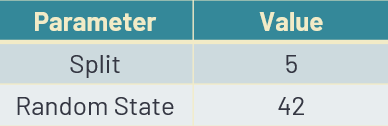 Parameter Value
Split 5
Random State 42